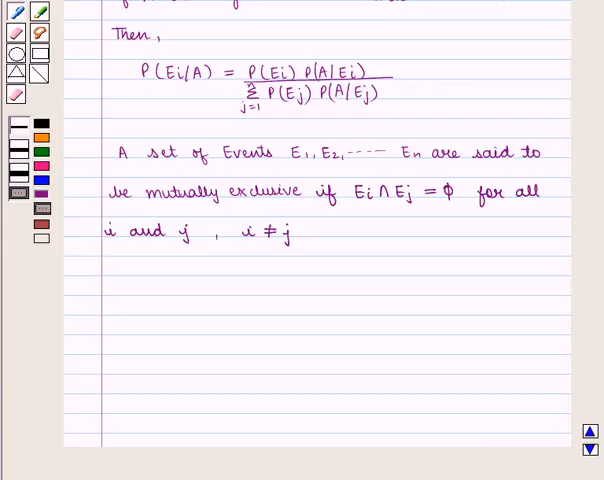 Then,
P(Ei/A) = P(Ei) P(A/Ei)
n
Σ P(Ej) P(A/Ej)
j=1
A set of Events E1, E2, ----- En are said to
be mutually exclusive if Ei ∩ Ej = ϕ for all
i and j , i ≠ j